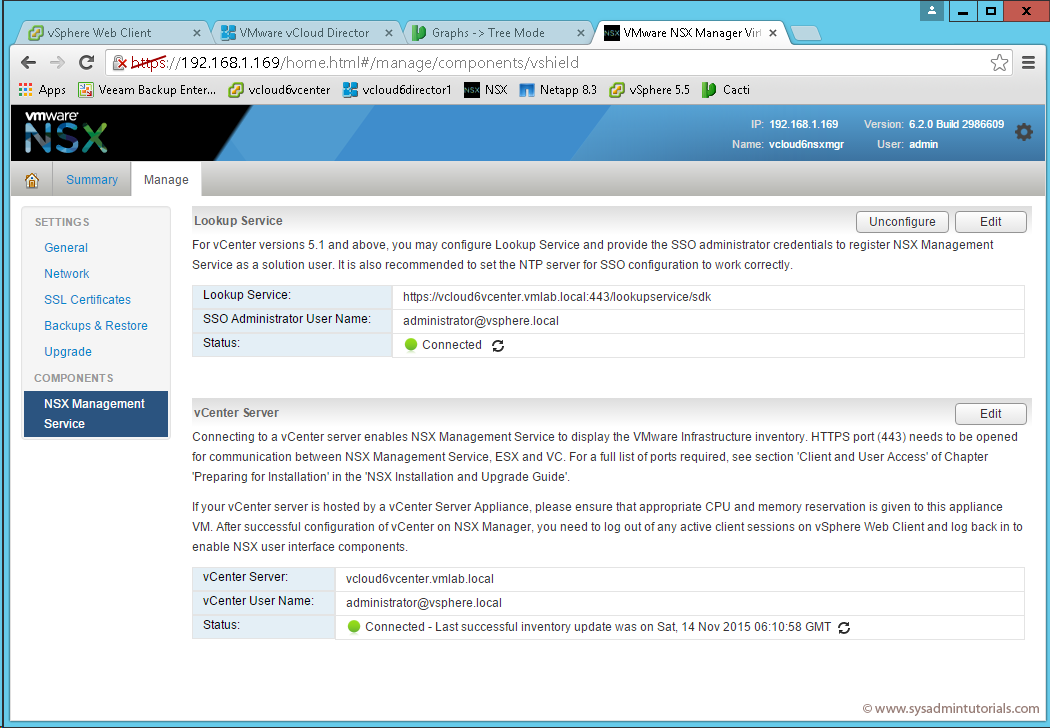 vSphere Web Client
VMware vCloud Director
Graphs -> Tree Mode
VMware NSX Manager Virt
https://192.168.1.169/home.html#/manage/components/vshield
Apps
Veeam Backup Enter...
vcloud6vcenter
vcloud6director1
NSX
Netapp 8.3
vSphere 5.5
Cacti
vmware
NSX
IP: 192.168.1.169 Version: 6.2.0 Build 2986609
Name: vcloud6nsxmgr User: admin
Summary
Manage
SETTINGS
General
Network
SSL Certificates
Backups & Restore
Upgrade
COMPONENTS
NSX Management
Service
Lookup Service
Unconfigure
Edit
For vCenter versions 5.1 and above, you may configure Lookup Service and provide the SSO administrator credentials to register NSX Management
Service as a solution user. It is also recommended to set the NTP server for SSO configuration to work correctly.
Lookup Service: https://vcloud6vcenter.vmlab.local:443/lookupservice/sdk
SSO Administrator User Name: administrator@vsphere.local
Status: Connected
vCenter Server
Edit
Connecting to a vCenter server enables NSX Management Service to display the VMware Infrastructure inventory. HTTPS port (443) needs to be opened
for communication between NSX Management Service, ESX and VC. For a full list of ports required, see section 'Client and User Access' of Chapter
'Preparing for Installation' in the 'NSX Installation and Upgrade Guide'.
If your vCenter server is hosted by a vCenter Server Appliance, please ensure that appropriate CPU and memory reservation is given to this appliance
VM. After successful configuration of vCenter on NSX Manager, you need to log out of any active client sessions on vSphere Web Client and log back in to
enable NSX user interface components.
vCenter Server: vcloud6vcenter.vmlab.local
vCenter User Name: administrator@vsphere.local
Status: Connected - Last successful inventory update was on Sat, 14 Nov 2015 06:10:58 GMT
© www.sysadmintutorials.com